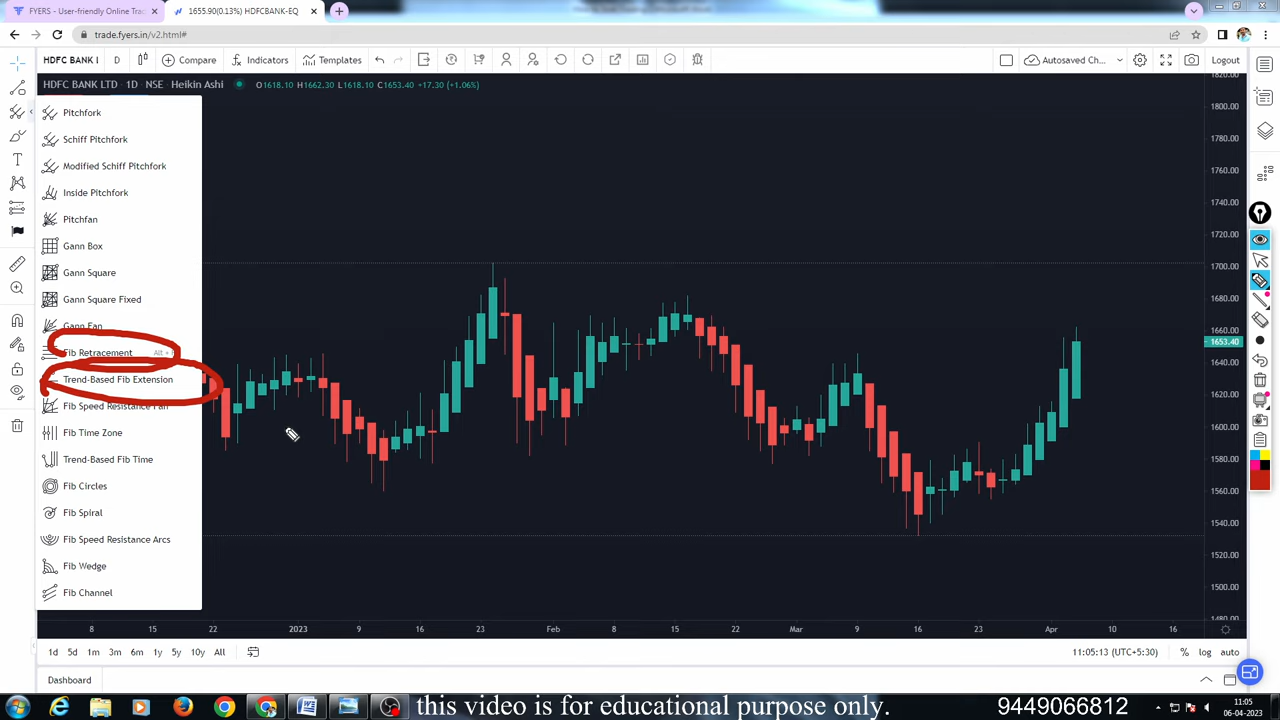 FYERS - User-friendly Online Trac
1655.90(0.13%) HDFCBANK-EQ
trade.fyers.in/v2.html#
HDFC BANK I D Compare Indicators Templates Autosaved Ch... Logout
HDFC BANK LTD · 1D · NSE Heikin Ashi O1618.10 H1662.30 L1618.10 C1653.40 +17.30 (+1.06%)
Pitchfork
Schiff Pitchfork
Modified Schiff Pitchfork
Inside Pitchfork
Pitchfan
Gann Box
Gann Square
Gann Square Fixed
Gann Fan
Fib Retracement Alt +
Trend-Based Fib Extension
Fib Speed Resistance Fan
Fib Time Zone
Trend-Based Fib Time
Fib Circles
Fib Spiral
Fib Speed Resistance Arcs
Fib Wedge
Fib Channel
1820.00
1800.00
1780.00
1760.00
1740.00
1720.00
1700.00
1680.00
1660.00
1653.40
1640.00
1620.00
1600.00
1580.00
1560.00
1540.00
1520.00
1500.00
1480.00
8 15 22 2023 9 16 23 Feb 8 15 22 Mar 9 16 23 Apr 10 16
1d 5d 1m 3m 6m 1y 5y 10y All 11:05:13 (UTC+5:30) % log auto
Dashboard
this video is for educational purpose only. 9449066812
11:05
06-04-2023